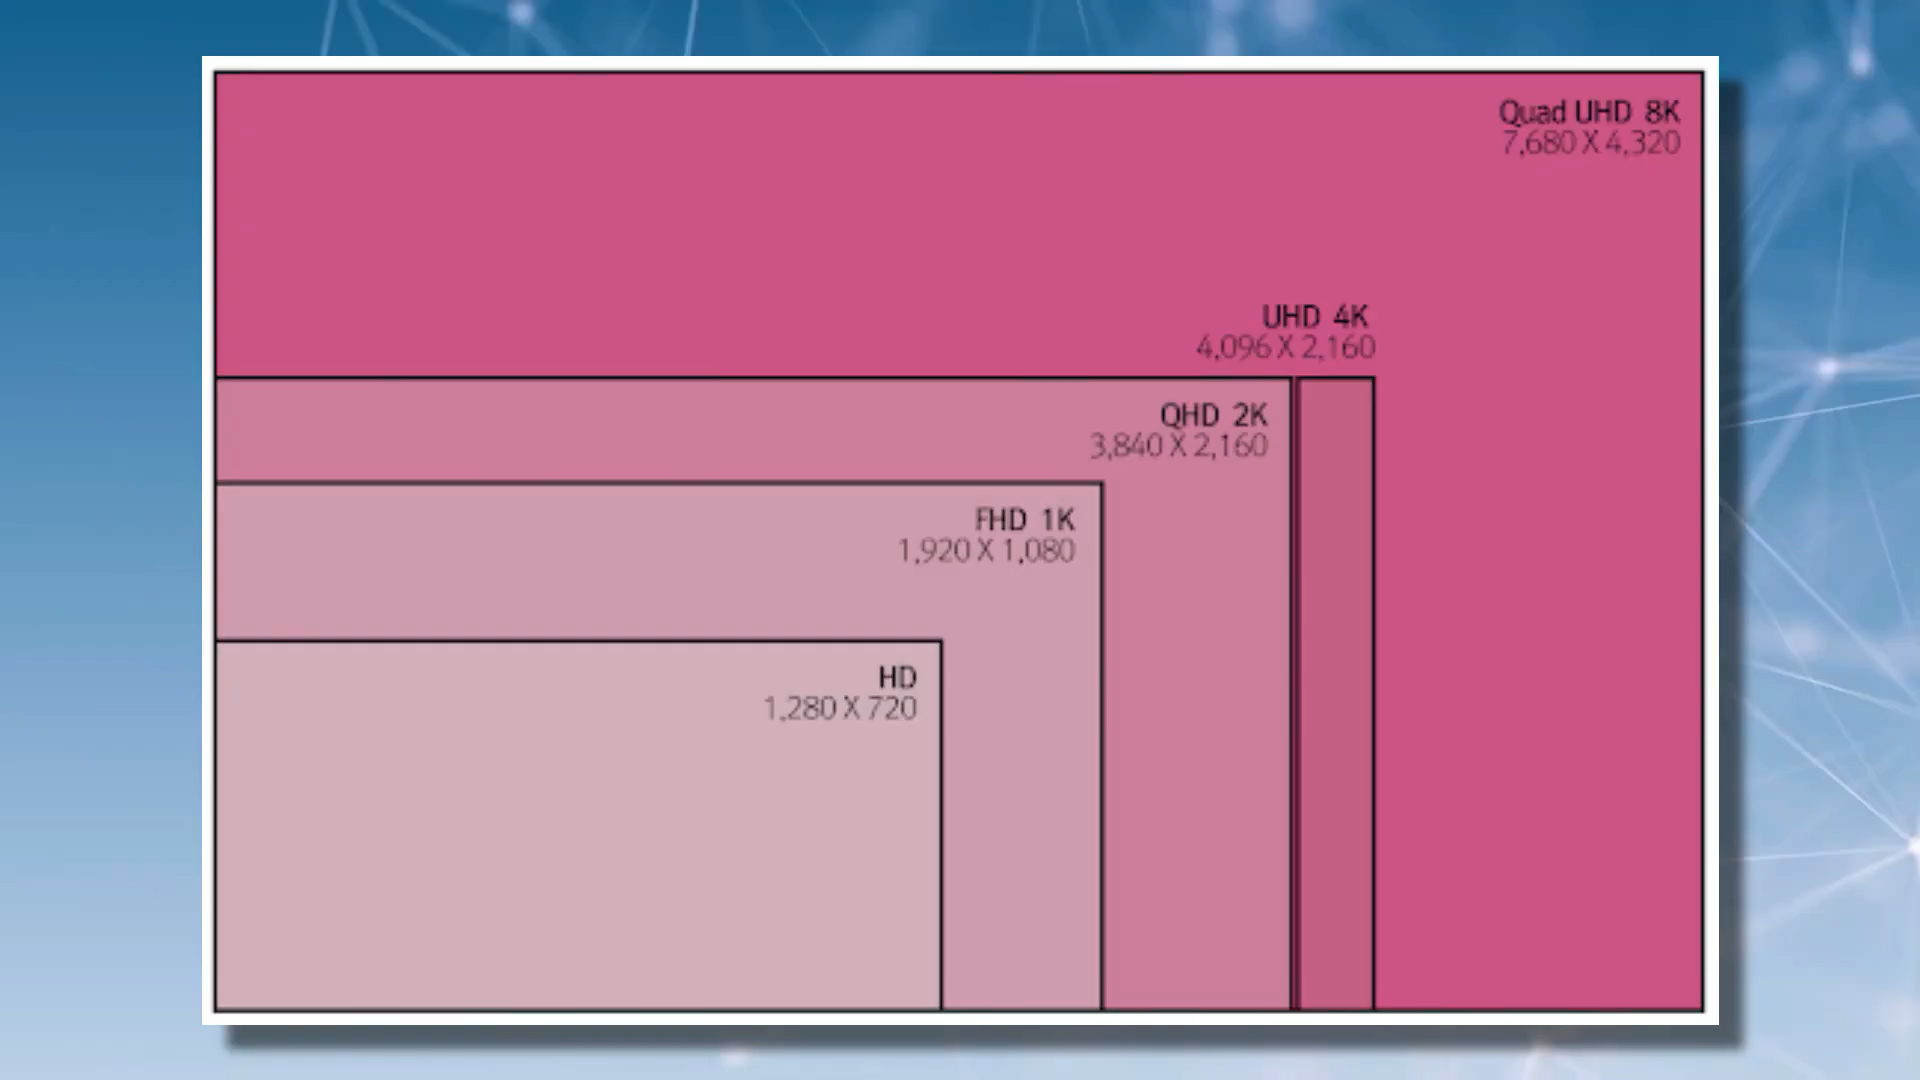 Quad UHD 8K
7,680 X 4,320
UHD 4K
4,096 X 2,160
QHD 2K
3,840 X 2,160
FHD 1K
1,920 X 1,080
HD
1,280 X 720